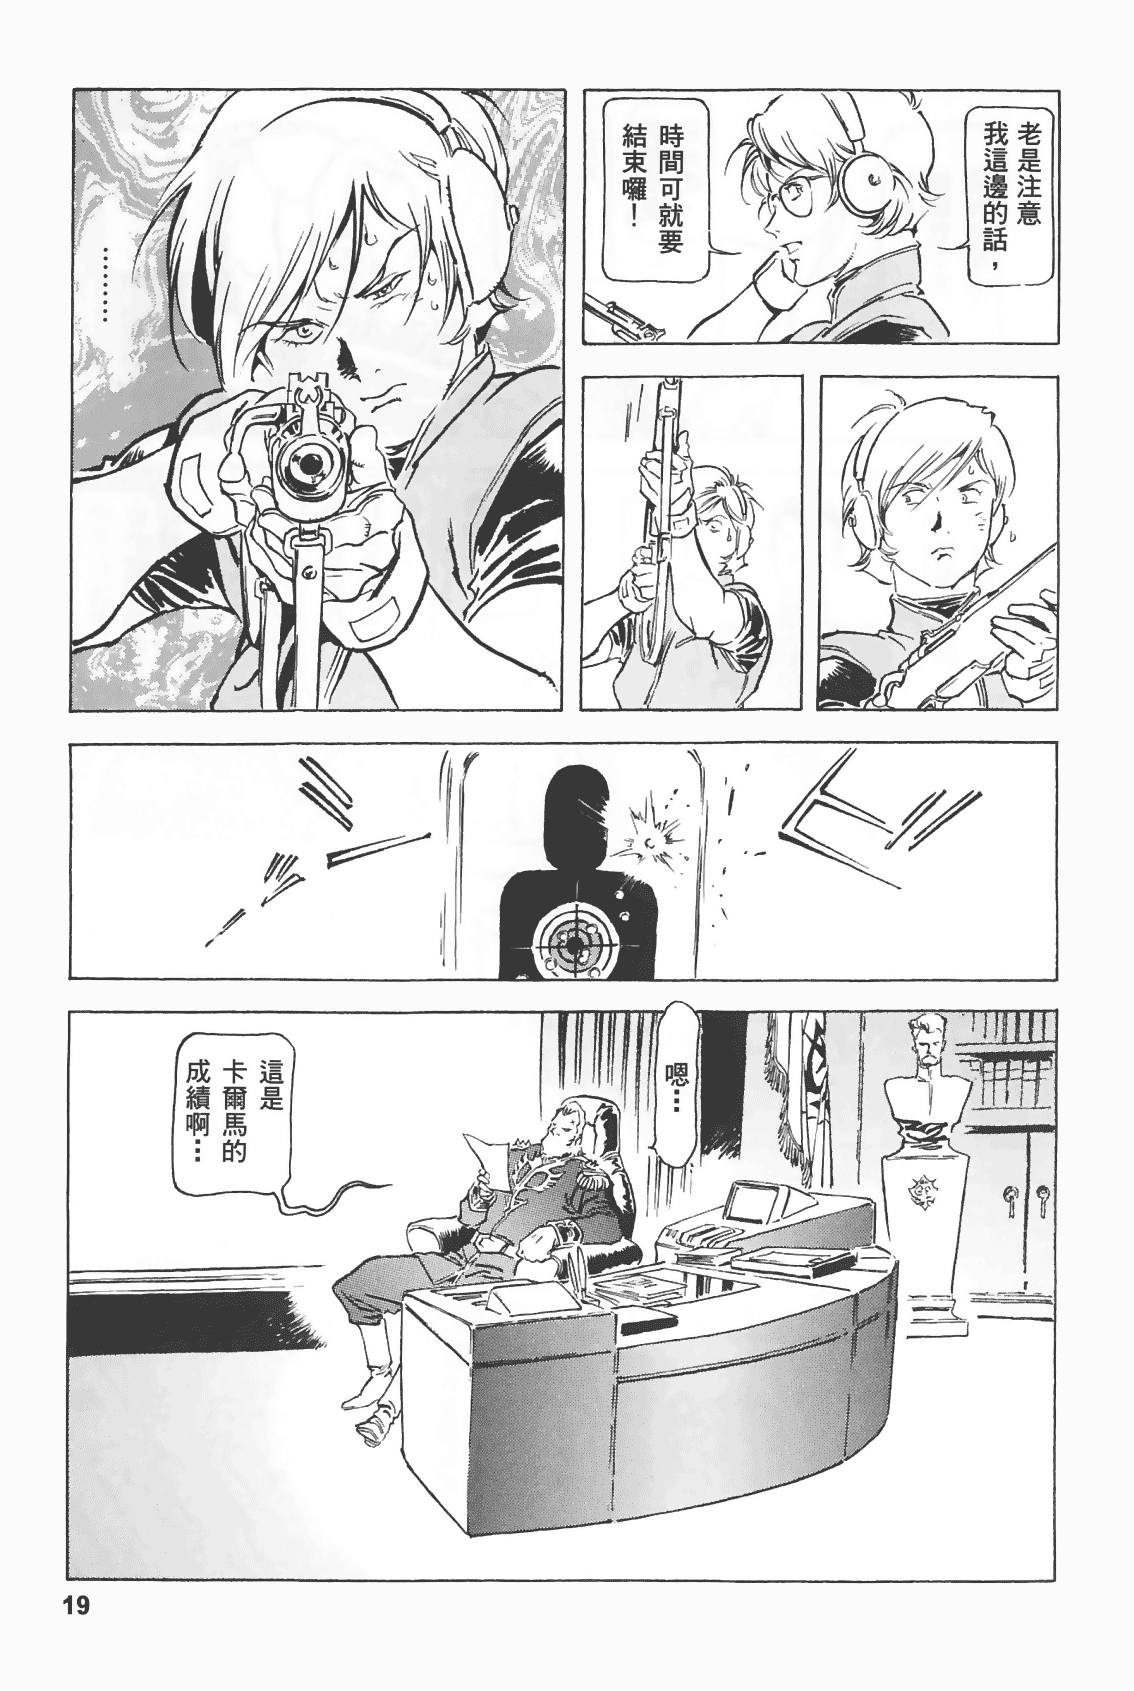 老是注意
我這邊的話，
時間可就要
結束囉！
………
嗯…
這是
卡爾馬的
成績啊…
19